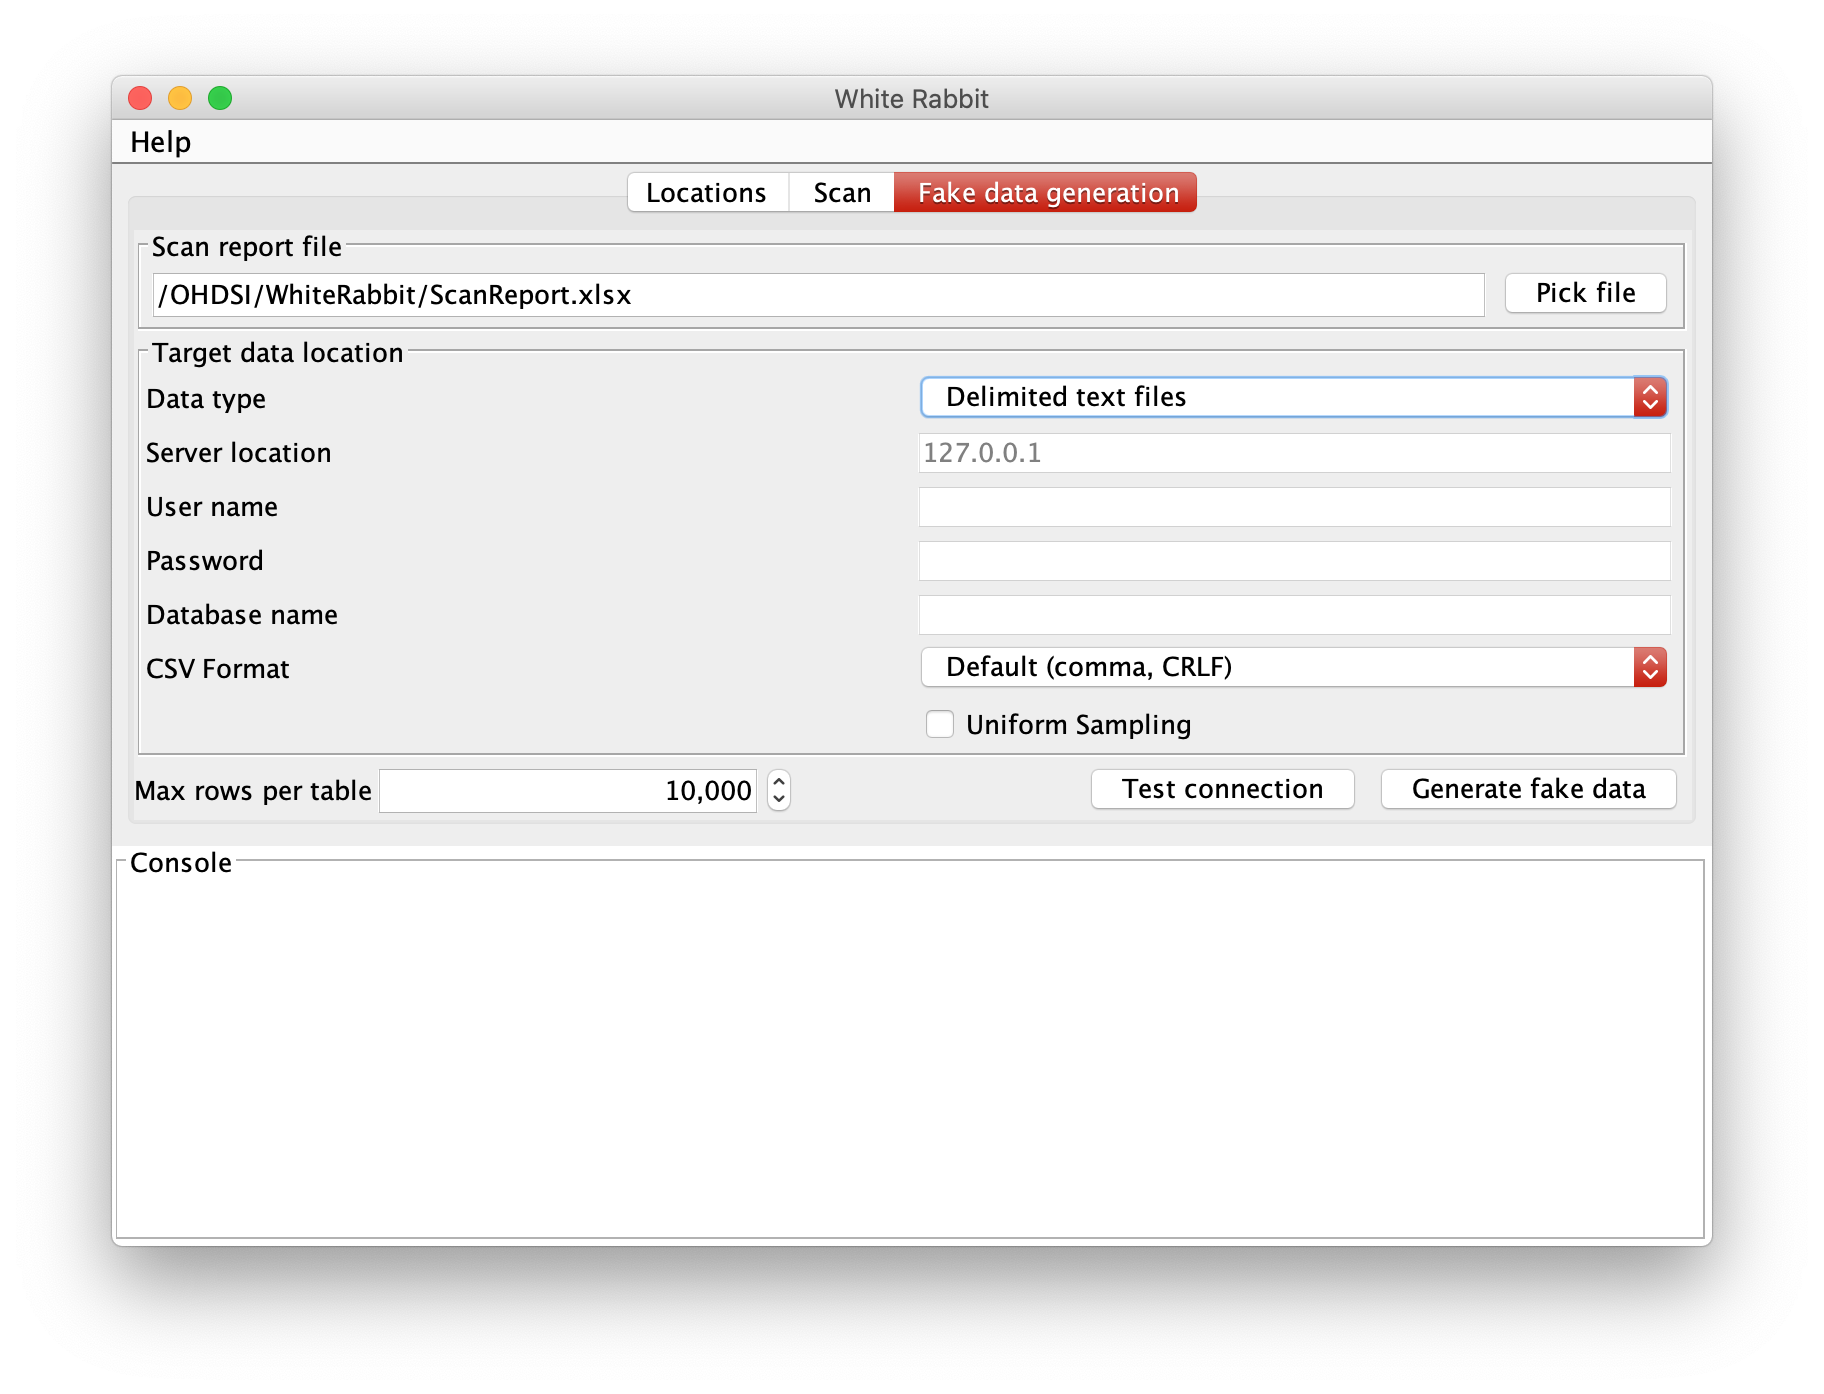 White Rabbit
Help
Locations Scan Fake data generation
Scan report file
/OHDSI/WhiteRabbit/ScanReport.xlsx Pick file
Target data location
Data type Delimited text files
Server location 127.0.0.1
User name
Password
Database name
CSV Format Default (comma, CRLF)
Uniform Sampling
Max rows per table 10,000 Test connection Generate fake data
Console